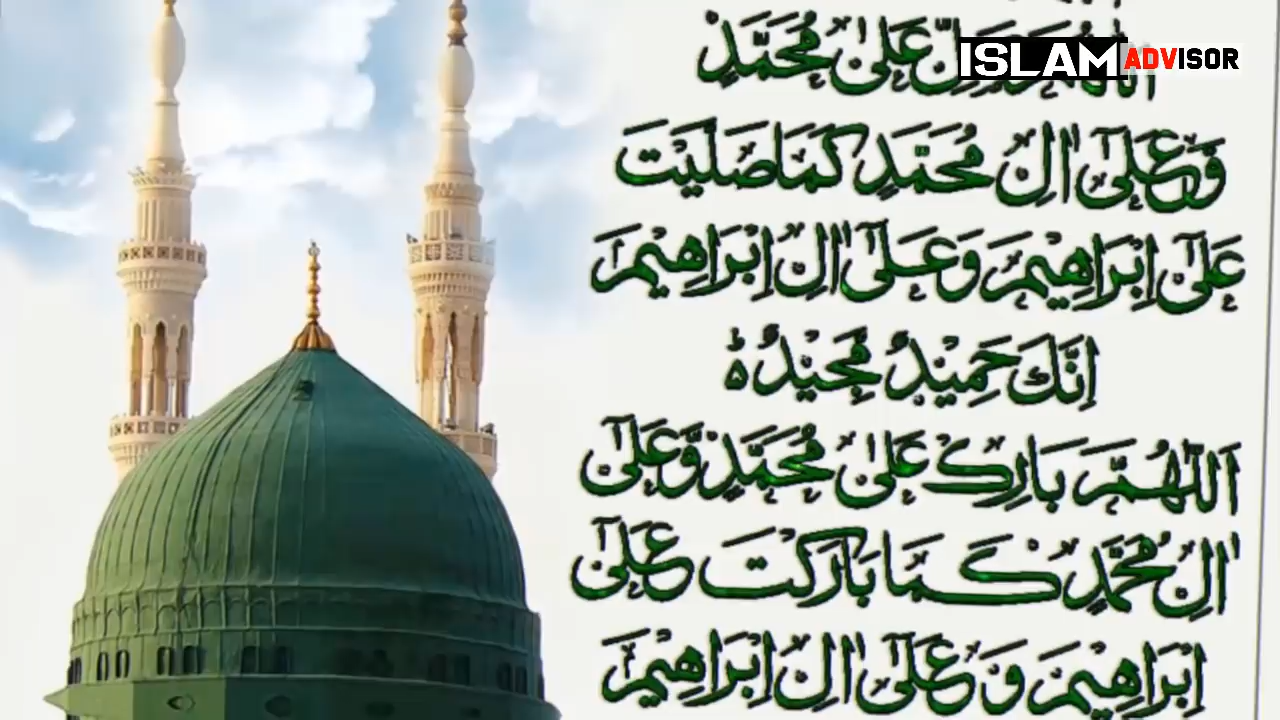 ISLAM ADVISOR
عَلٰى مُحَمَّدٍ
وَّعَلٰٓى اٰلِ مُحَمَّدٍ كَمَا صَلَّيْتَ
عَلٰٓى اِبْرَاهِيْمَ وَعَلٰٓى اٰلِ اِبْرَاهِيْمَ
اِنَّكَ حَمِيْدٌ مَّجِيْدٌ ہ
اَللّٰهُمَّ بَارِكْ عَلٰى مُحَمَّدٍ وَّعَلٰٓى
اٰلِ مُحَمَّدٍ كَمَا بَارَكْتَ عَلٰٓى
اِبْرَاهِيْمَ وَعَلٰٓى اٰلِ اِبْرَاهِيْمَ